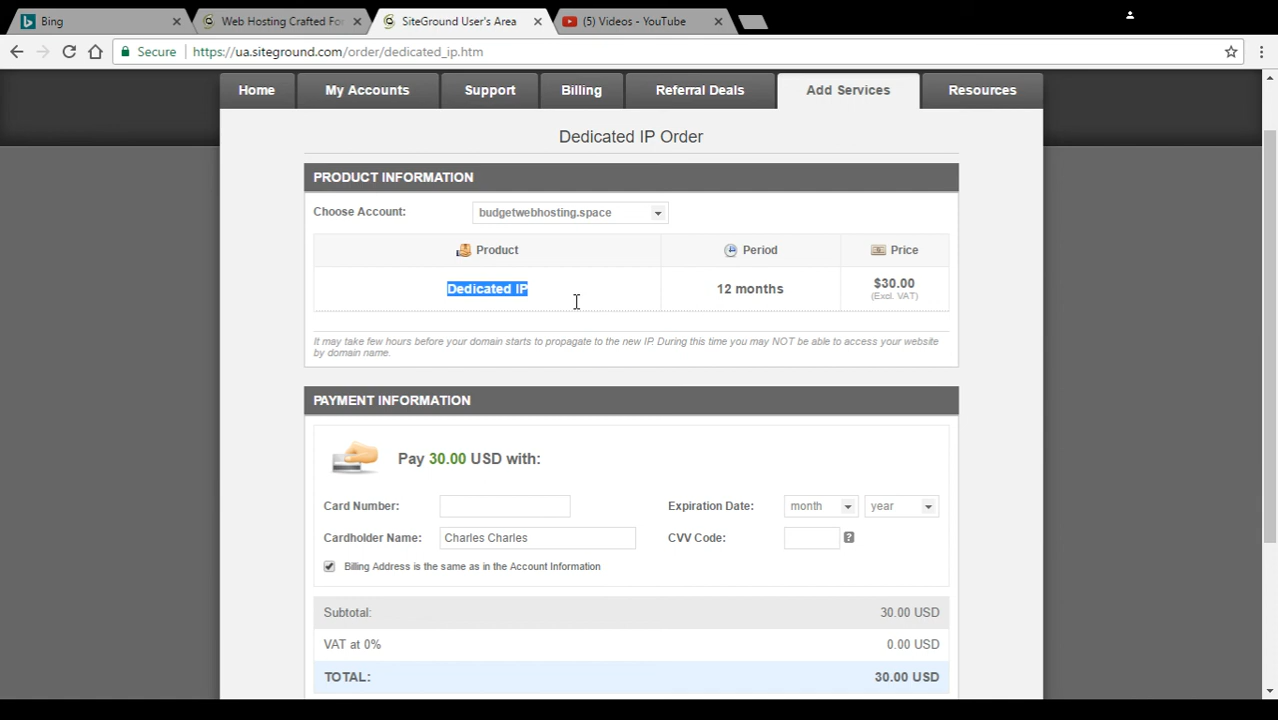 Bing
Web Hosting Crafted Fo
SiteGround User's Area
(5) Videos - YouTube
Secure https://ua.siteground.com/order/dedicated_ip.htm
Home My Accounts Support Billing Referral Deals Add Services Resources
Dedicated IP Order
PRODUCT INFORMATION
Choose Account: budgetwebhosting.space
Product Period Price
Dedicated IP 12 months $30.00
(Excl. VAT)
It may take few hours before your domain starts to propagate to the new IP. During this time you may NOT be able to access your website
by domain name.
PAYMENT INFORMATION
Pay 30.00 USD with:
Card Number: Expiration Date: month year
Cardholder Name: Charles Charles CVV Code: ?
Billing Address is the same as in the Account Information
Subtotal: 30.00 USD
VAT at 0% 0.00 USD
TOTAL: 30.00 USD